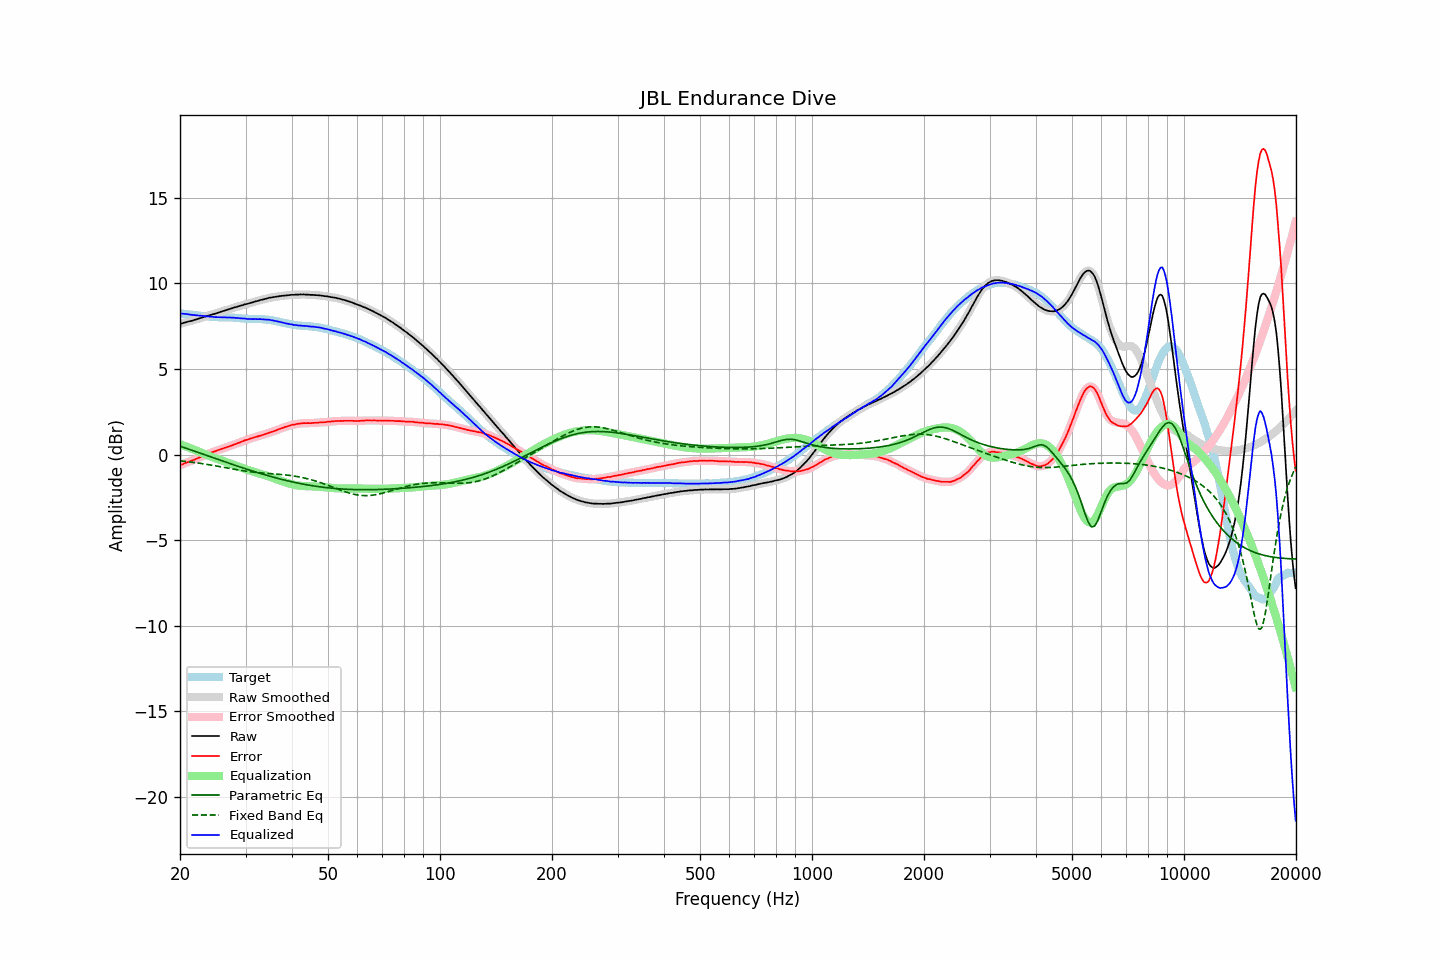 JBL Endurance Dive
Amplitude (dBr)
15
10
5
0
−5
−10
−15
−20
Target
Raw Smoothed
Error Smoothed
Raw
Error
Equalization
Parametric Eq
Fixed Band Eq
Equalized
20 50 100 200 500 1000 2000 5000 10000 20000
Frequency (Hz)